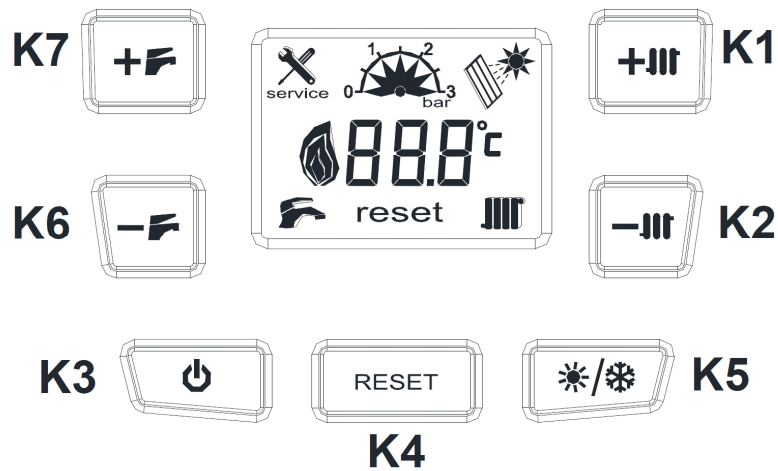 K7
+
1 2
service
0 3
bar
+
K1
88.8°c
K6
−
reset
−
K2
K3
RESET
/
K5
K4